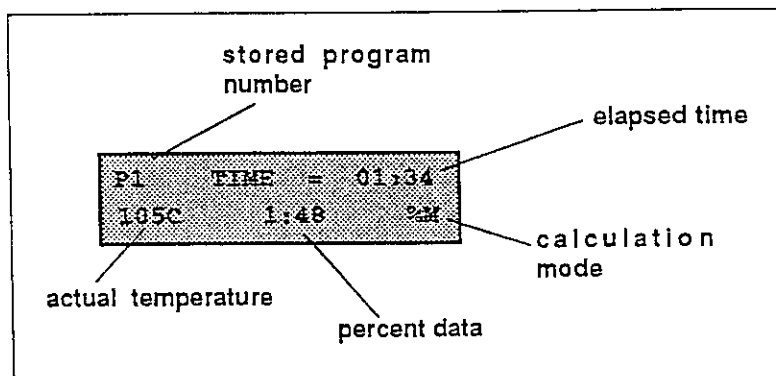 stored program
number
elapsed time
P1 TIME = 01:34
105C 1:48 %M
calculation
mode
actual temperature
percent data